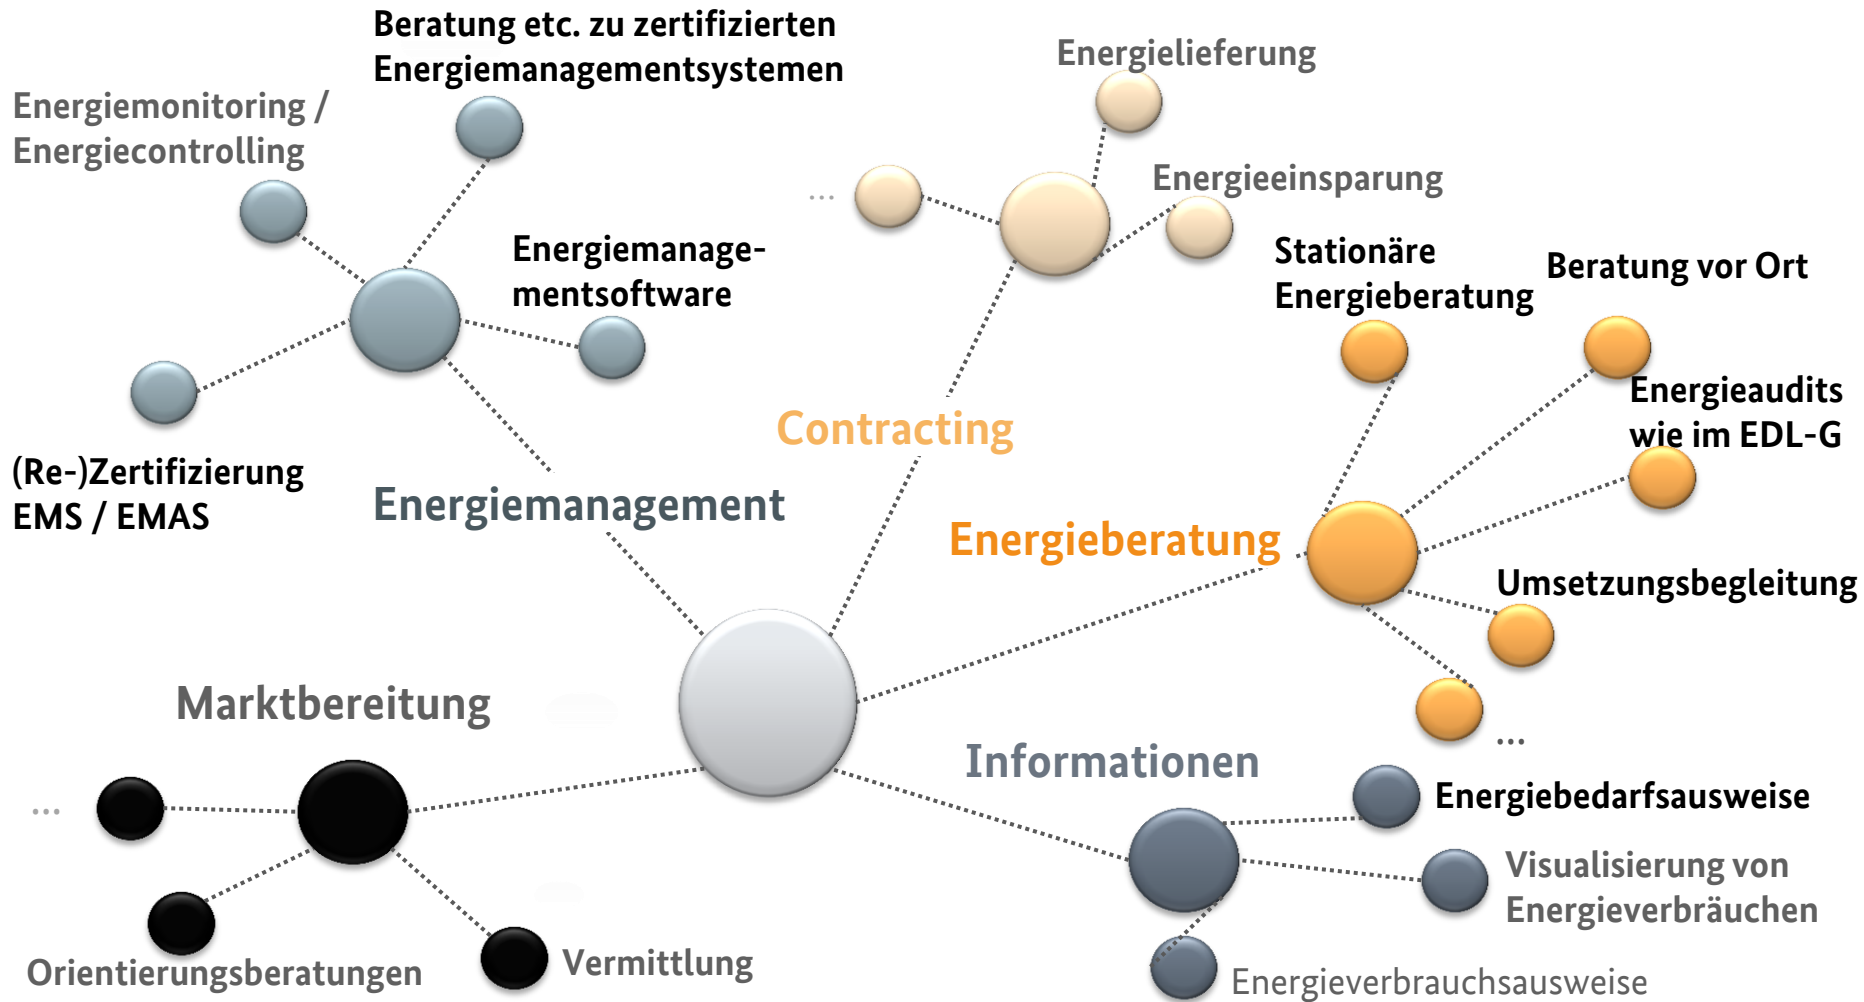 Beratung etc. zu zertifizierten
Energiemanagementsystemen
Energiemonitoring /
Energiecontrolling
Energiemanage-
mentsoftware
(Re-)Zertifizierung
EMS / EMAS
Energiemanagement
Energielieferung
Energieeinsparung
...
Contracting
Stationäre
Energieberatung
Beratung vor Ort
Energieaudits
wie im EDL-G
Energieberatung
Umsetzungsbegleitung
...
Marktbereitung
...
Orientierungsberatungen
Vermittlung
Informationen
Energiebedarfsausweise
Visualisierung von
Energieverbräuchen
Energieverbrauchsausweise